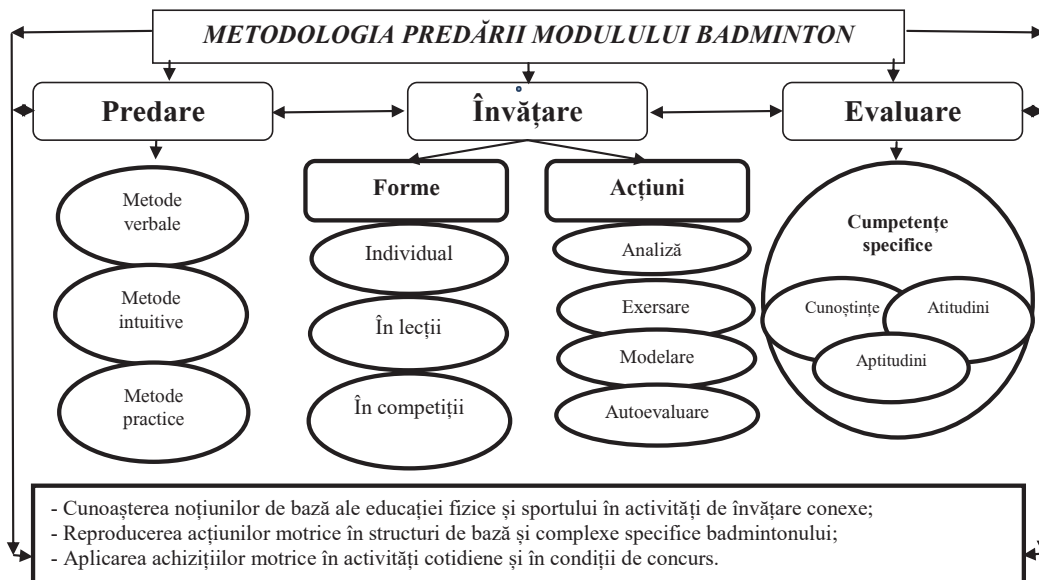 METODOLOGIA PREDĂRII MODULULUI BADMINTON
Predare
Învățare
Evaluare
Metode
verbale
Metode
intuitive
Metode
practice
Forme
Individual
În lecții
În competiții
Acțiuni
Analiză
Exersare
Modelare
Autoevaluare
Cumpetențe
specifice
Cunoștințe
Atitudini
Aptitudini
- Cunoașterea noțiunilor de bază ale educației fizice și sportului în activități de învățare conexe;
- Reproducerea acțiunilor motrice în structuri de bază și complexe specifice badmintonului;
- Aplicarea achizițiilor motrice în activități cotidiene și în condiții de concurs.